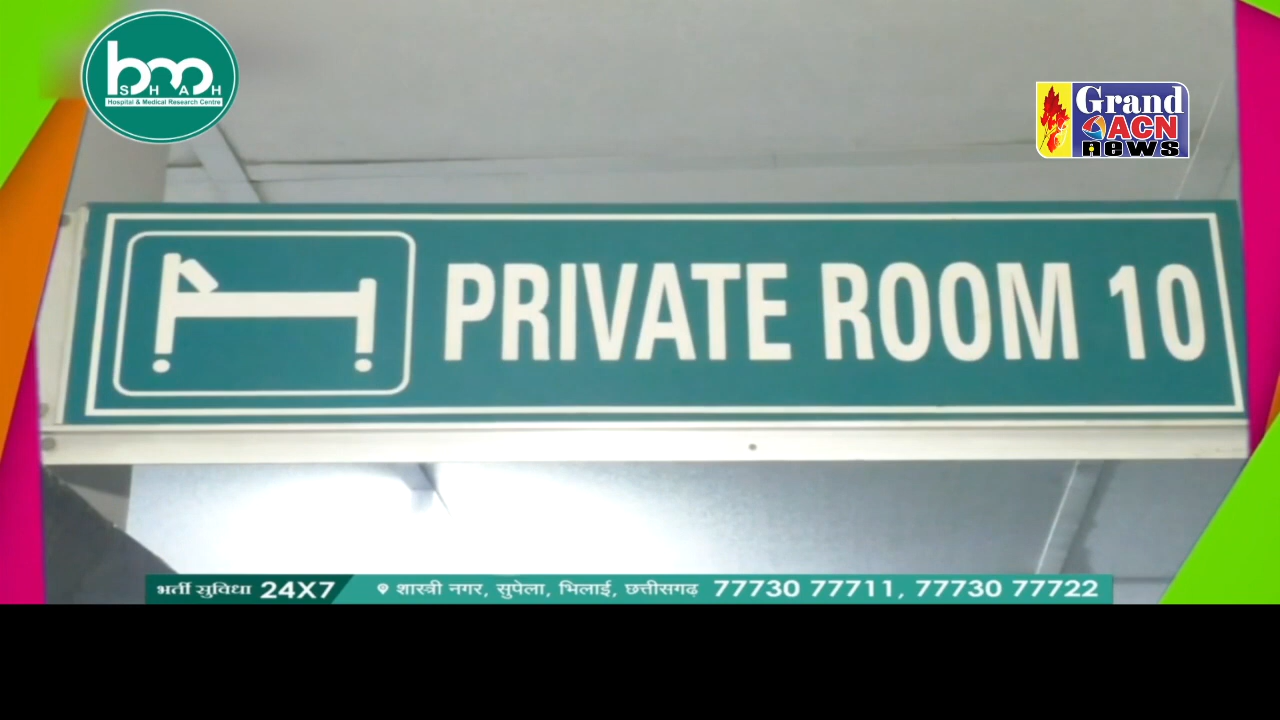 bm
SHAH
Hospital & Medical Research Centre
Grand
ACN
news
PRIVATE ROOM 10
भर्ती सुविधा 24X7
शास्त्री नगर, सुपेला, भिलाई, छत्तीसगढ़ 77730 77711, 77730 77722